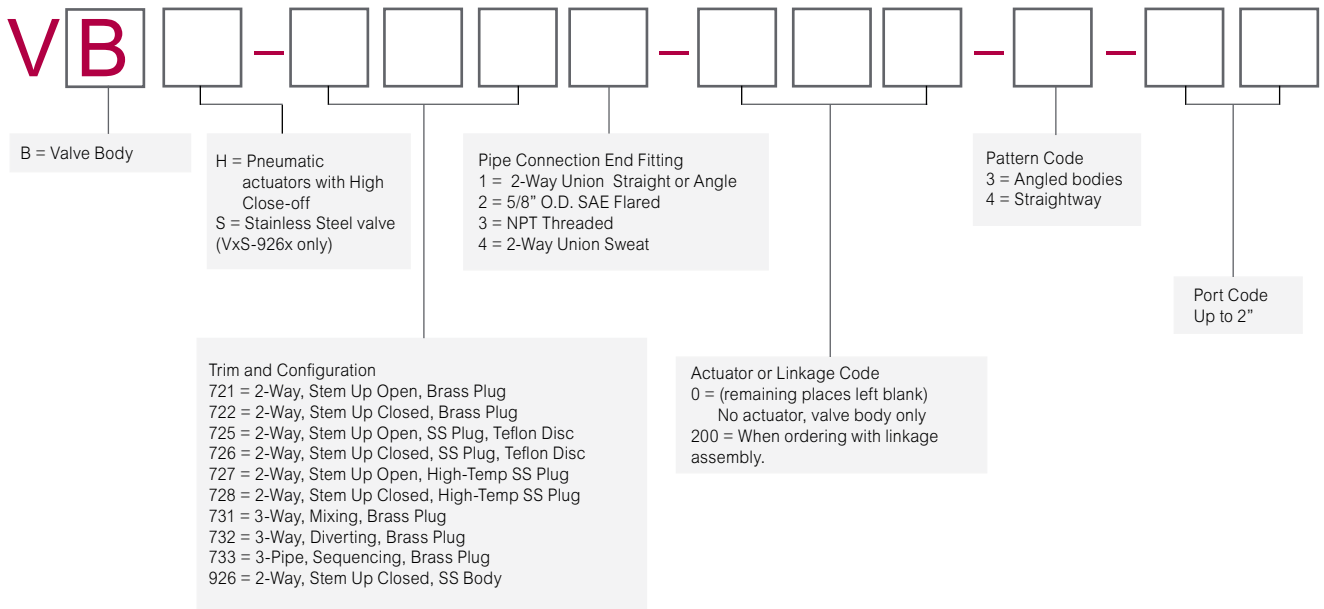 VB – – – –
B = Valve Body
H = Pneumatic
actuators with High
Close-off
S = Stainless Steel valve
(VxS-926x only)
Pipe Connection End Fitting
1 = 2-Way Union Straight or Angle
2 = 5/8” O.D. SAE Flared
3 = NPT Threaded
4 = 2-Way Union Sweat
Pattern Code
3 = Angled bodies
4 = Straightway
Port Code
Up to 2”
Trim and Configuration
721 = 2-Way, Stem Up Open, Brass Plug
722 = 2-Way, Stem Up Closed, Brass Plug
725 = 2-Way, Stem Up Open, SS Plug, Teflon Disc
726 = 2-Way, Stem Up Closed, SS Plug, Teflon Disc
727 = 2-Way, Stem Up Open, High-Temp SS Plug
728 = 2-Way, Stem Up Closed, High-Temp SS Plug
731 = 3-Way, Mixing, Brass Plug
732 = 3-Way, Diverting, Brass Plug
733 = 3-Pipe, Sequencing, Brass Plug
926 = 2-Way, Stem Up Closed, SS Body
Actuator or Linkage Code
0 = (remaining places left blank)
No actuator, valve body only
200 = When ordering with linkage
assembly.